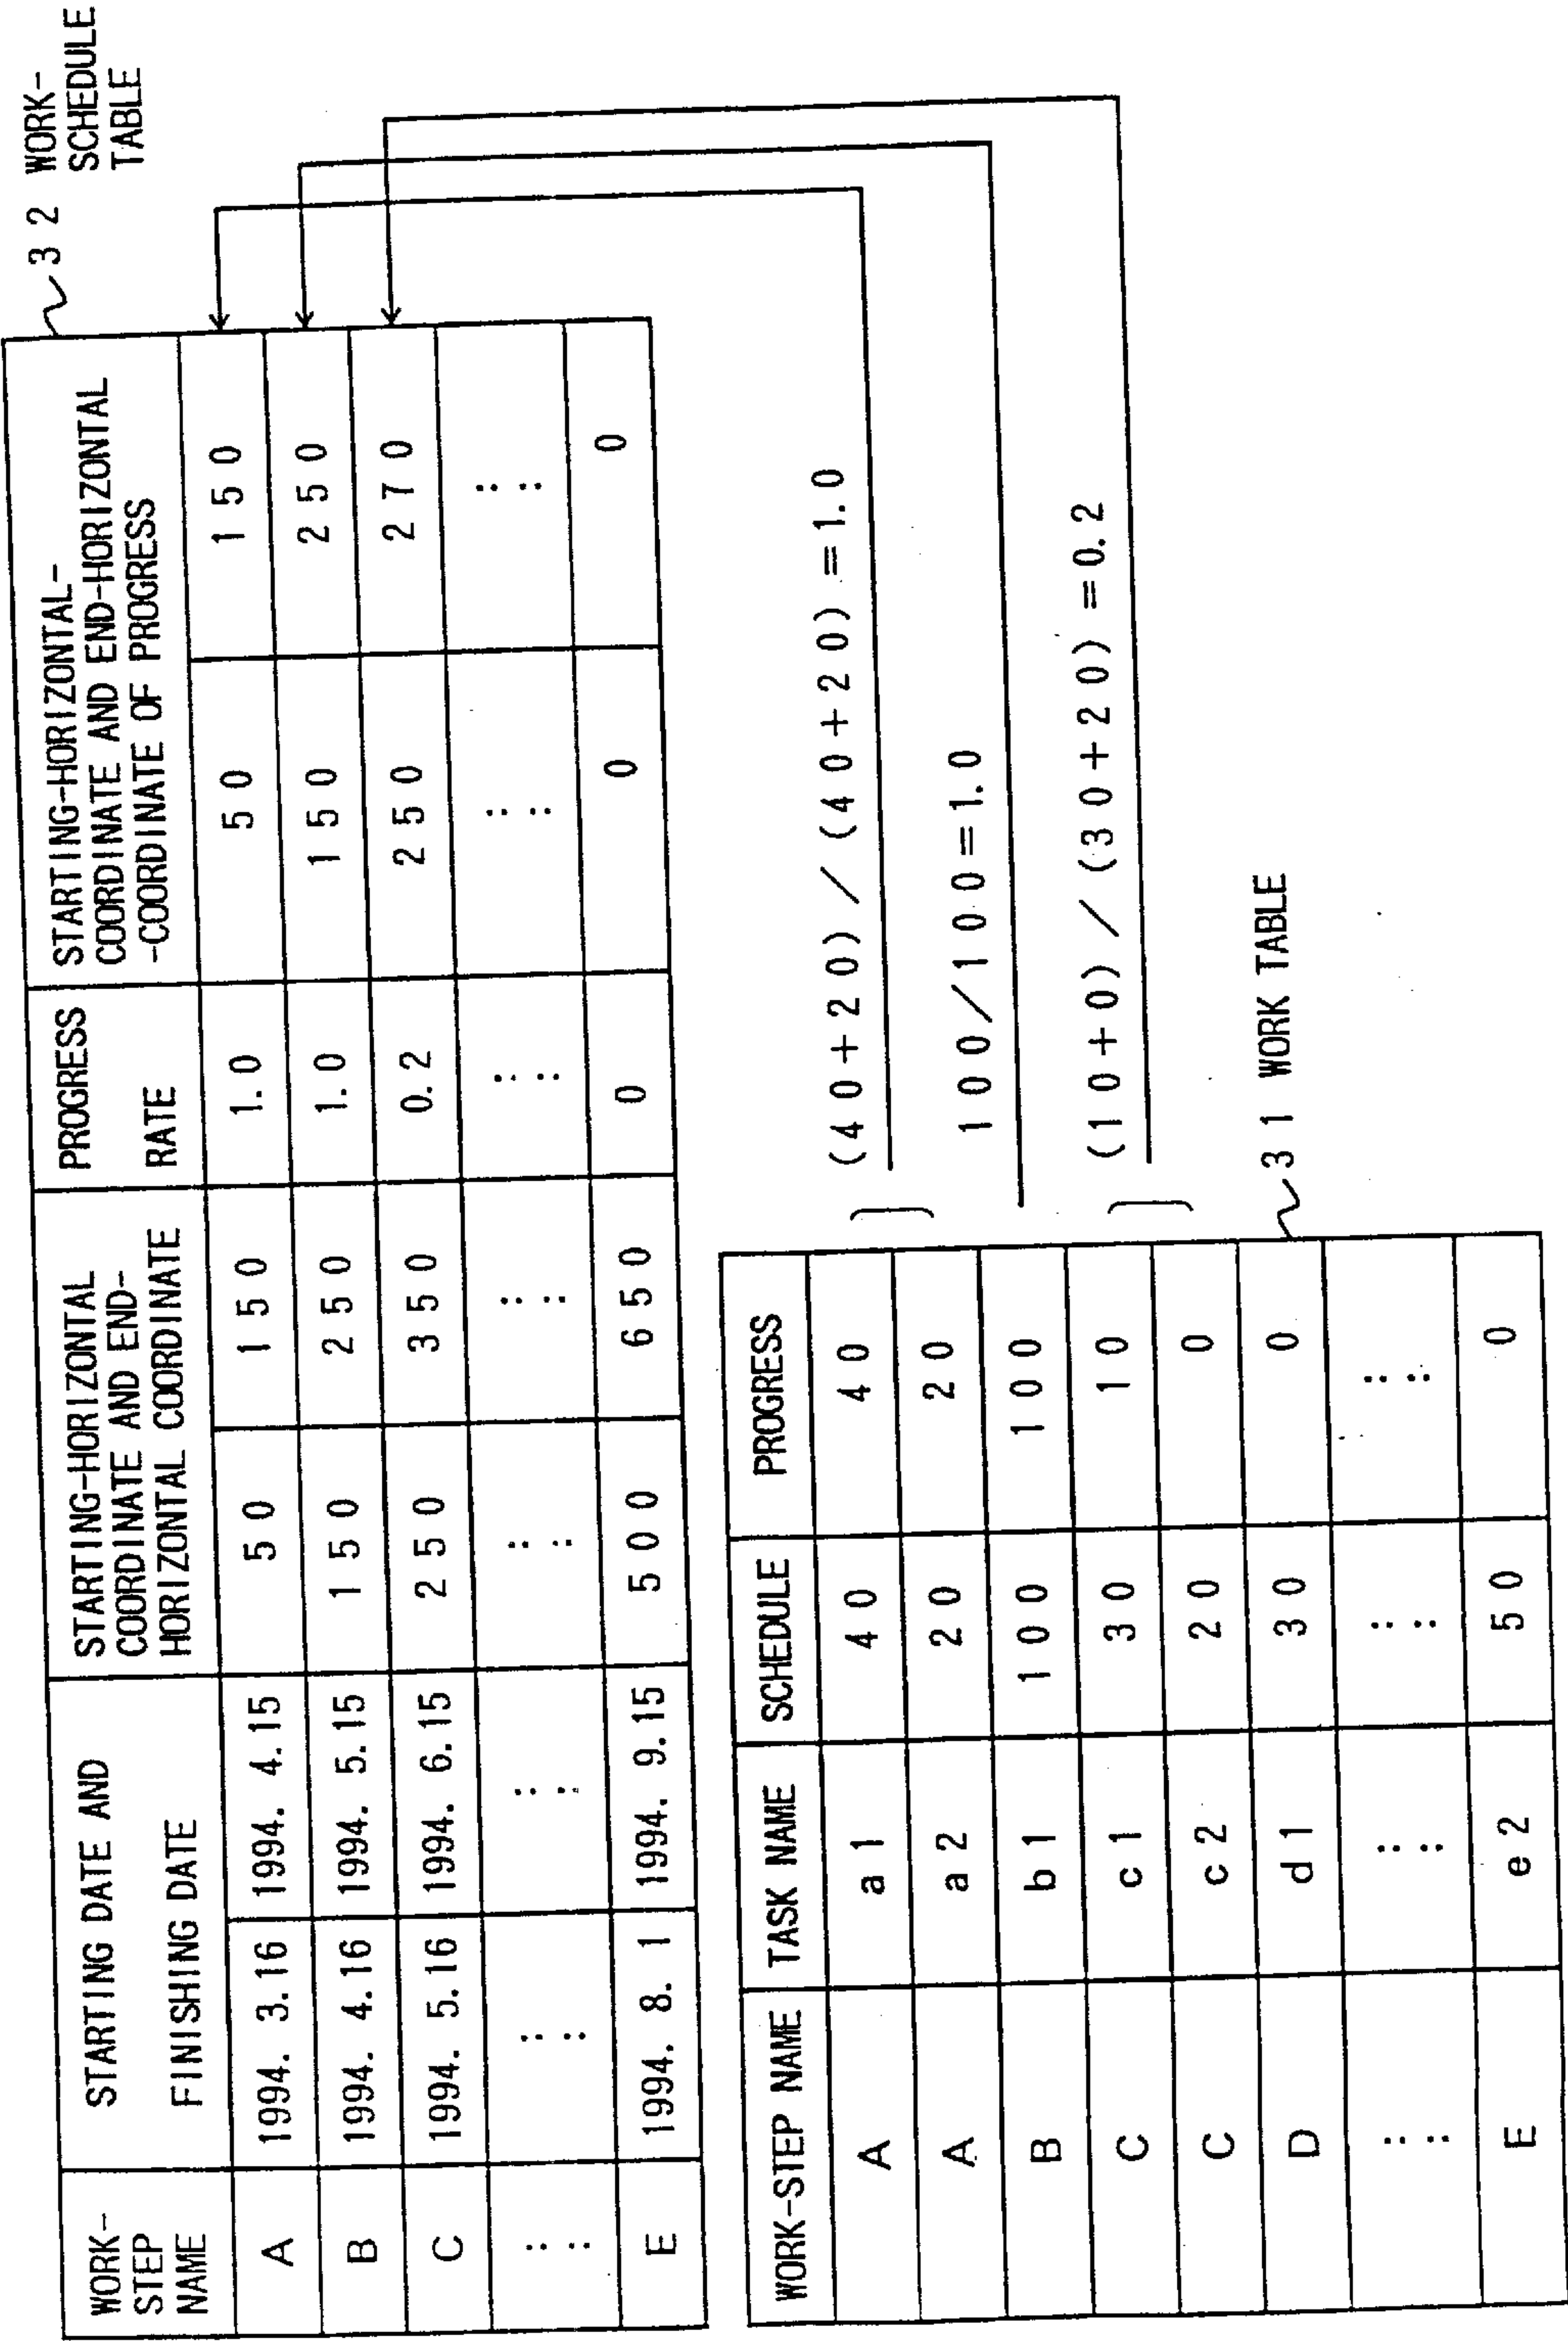 32 WORK-
SCHEDULE
TABLE
WORK-
STEP
NAME
STARTING DATE AND
FINISHING DATE
STARTING-HORIZONTAL
COORDINATE AND END-
HORIZONTAL COORDINATE
PROGRESS
RATE
STARTING-HORIZONTAL-
COORDINATE AND END-HORIZONTAL
-COORDINATE OF PROGRESS
A 1994. 3.16 1994. 4.15 50 150 1.0 50 150
B 1994. 4.16 1994. 5.15 150 250 1.0 150 250
C 1994. 5.16 1994. 6.15 250 350 0.2 250 270
: : : : : : :
: : : : : : :
E 1994. 8. 1 1994. 9.15 500 650 0 0 0
(40+20)/(40+20)=1.0
100/100=1.0
(10+0)/(30+20)=0.2
31 WORK TABLE
WORK-STEP NAME TASK NAME SCHEDULE PROGRESS
A a1 40 40
A a2 20 20
B b1 100 100
C c1 30 10
C c2 20 0
D d1 30 0
: : : :
: : : :
E e2 50 0